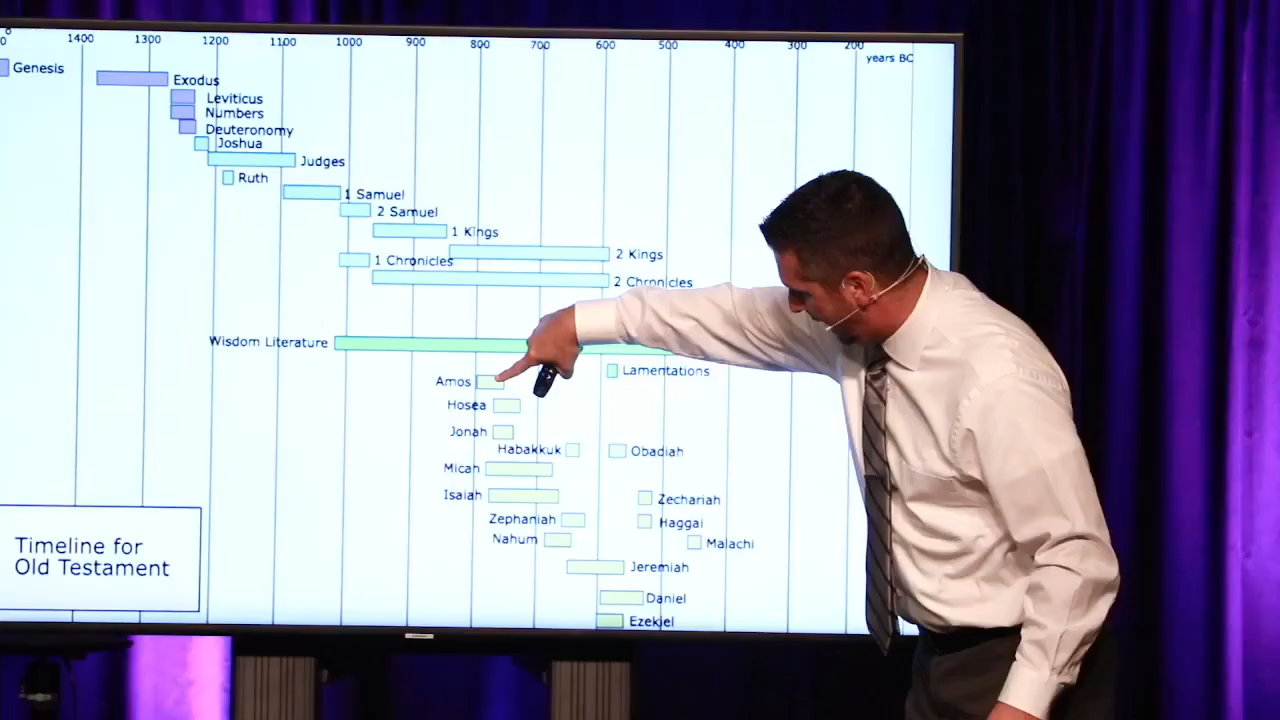 0
0
1400
1300
1200
1100
1000
900
800
700
600
500
400
300
200
years BC
Genesis
Exodus
Leviticus
Numbers
Deuteronomy
Joshua
Judges
Ruth
1 Samuel
2 Samuel
1 Kings
2 Kings
1 Chronicles
2 Chronicles
Wisdom Literature
Lamentations
Amos
Hosea
Jonah
Habakkuk
Obadiah
Micah
Isaiah
Zechariah
Zephaniah
Haggai
Nahum
Malachi
Jeremiah
Daniel
Ezekiel
Timeline for
Old Testament